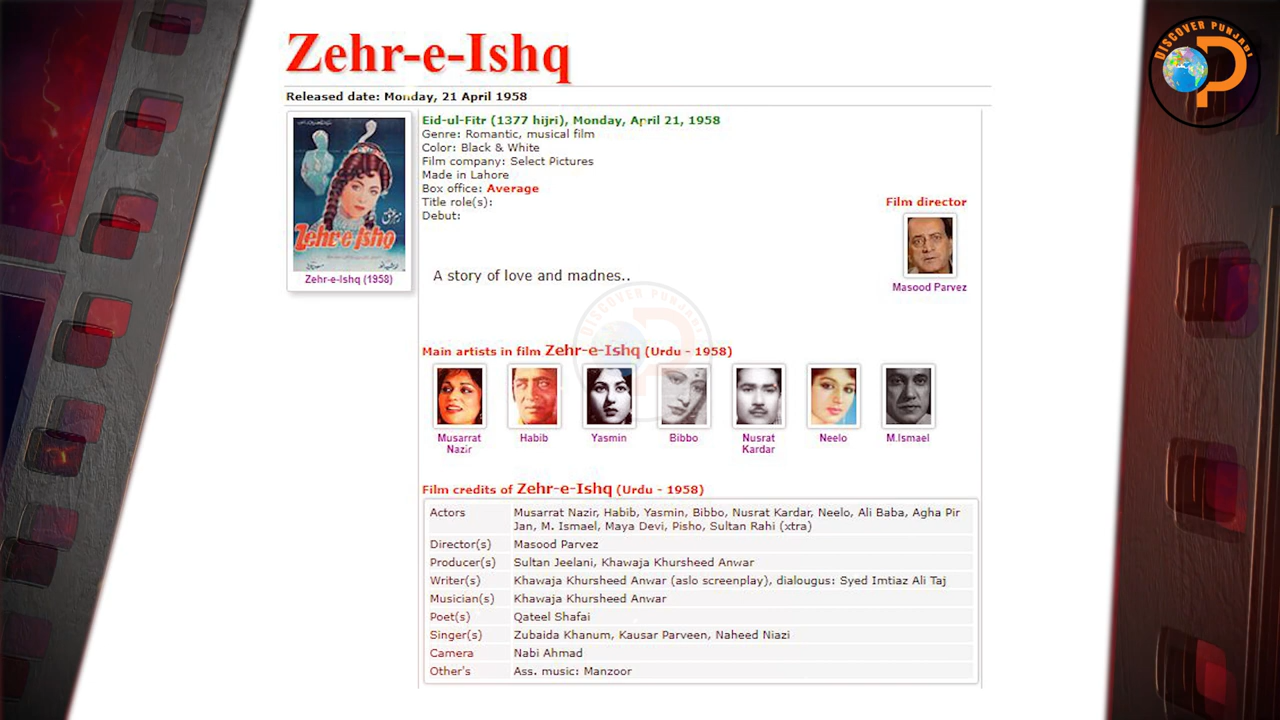 DISCOVER PUNJABI
Zehr-e-Ishq
Released date: Monday, 21 April 1958
Zehr-e-Ishq
Zehr-e-Ishq (1958)
Eid-ul-Fitr (1377 hijri), Monday, April 21, 1958
Genre: Romantic, musical film
Color: Black & White
Film company: Select Pictures
Made in Lahore
Box office: Average
Title role(s):
Debut:
Film director
Masood Parvez
A story of love and madnes..
DISCOVER PUNJABI
Main artists in film Zehr-e-Ishq (Urdu - 1958)
Musarrat Nazir
Habib
Yasmin
Bibbo
Nusrat Kardar
Neelo
M.Ismael
Film credits of Zehr-e-Ishq (Urdu - 1958)
Actors Musarrat Nazir, Habib, Yasmin, Bibbo, Nusrat Kardar, Neelo, Ali Baba, Agha Pir
Jan, M. Ismael, Maya Devi, Pisho, Sultan Rahi (xtra)
Director(s) Masood Parvez
Producer(s) Sultan Jeelani, Khawaja Khursheed Anwar
Writer(s) Khawaja Khursheed Anwar (aslo screenplay), dialougus: Syed Imtiaz Ali Taj
Musician(s) Khawaja Khursheed Anwar
Poet(s) Qateel Shafai
Singer(s) Zubaida Khanum, Kausar Parveen, Naheed Niazi
Camera Nabi Ahmad
Other's Ass. music: Manzoor